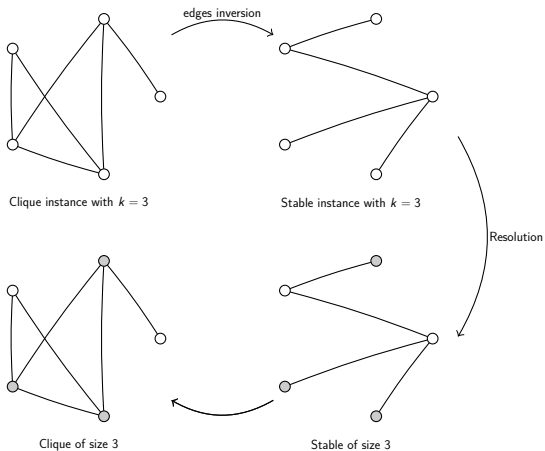 edges inversion
Clique instance with k = 3
Stable instance with k = 3
Resolution
Clique of size 3
Stable of size 3